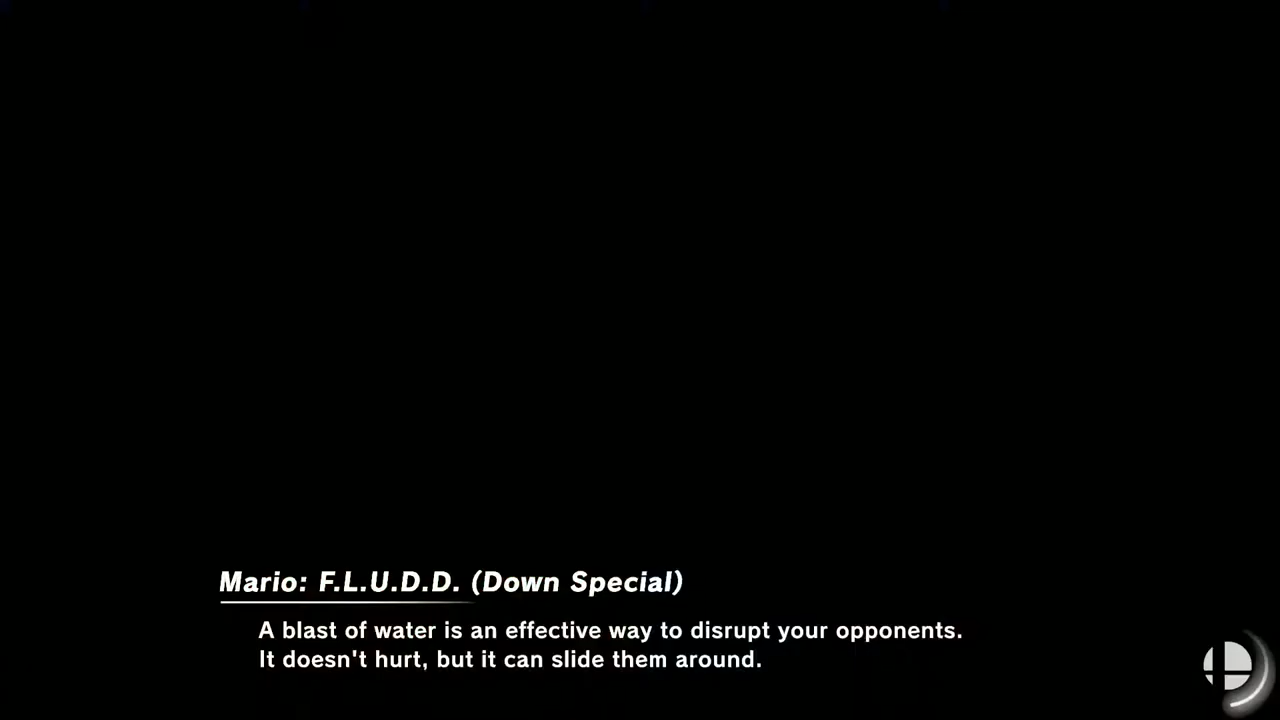 Mario: F.L.U.D.D. (Down Special)
A blast of water is an effective way to disrupt your opponents.
It doesn't hurt, but it can slide them around.